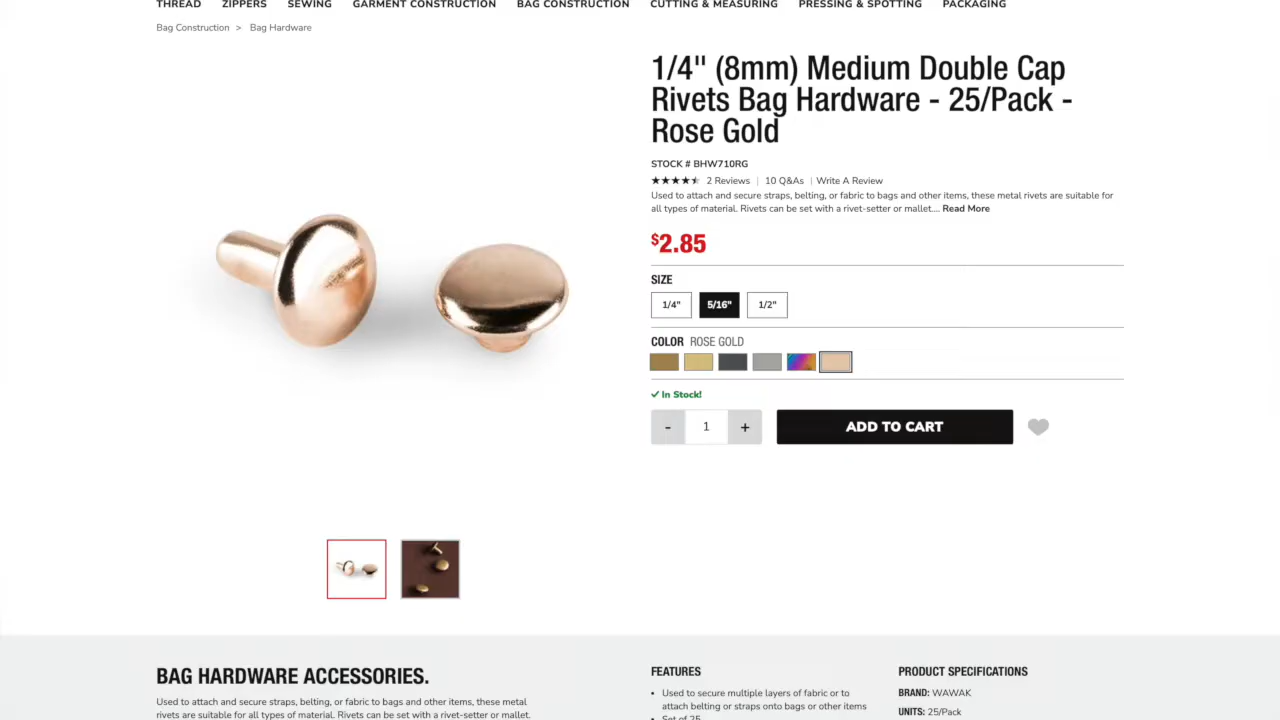 THREAD ZIPPERS SEWING GARMENT CONSTRUCTION BAG CONSTRUCTION CUTTING & MEASURING PRESSING & SPOTTING PACKAGING
Bag Construction > Bag Hardware
1/4" (8mm) Medium Double Cap
Rivets Bag Hardware - 25/Pack -
Rose Gold
STOCK # BHW710RG
2 Reviews | 10 Q&As | Write A Review
Used to attach and secure straps, belting, or fabric to bags and other items, these metal rivets are suitable for
all types of material. Rivets can be set with a rivet-setter or mallet.... Read More
$2.85
SIZE
1/4" 5/16" 1/2"
COLOR ROSE GOLD
In Stock!
- 1 + ADD TO CART
BAG HARDWARE ACCESSORIES.
Used to attach and secure straps, belting, or fabric to bags and other items, these metal
rivets are suitable for all types of material. Rivets can be set with a rivet-setter or mallet.
FEATURES
• Used to secure multiple layers of fabric or to
attach belting or straps onto bags or other items
• Set of 25
PRODUCT SPECIFICATIONS
BRAND: WAWAK
UNITS: 25/Pack